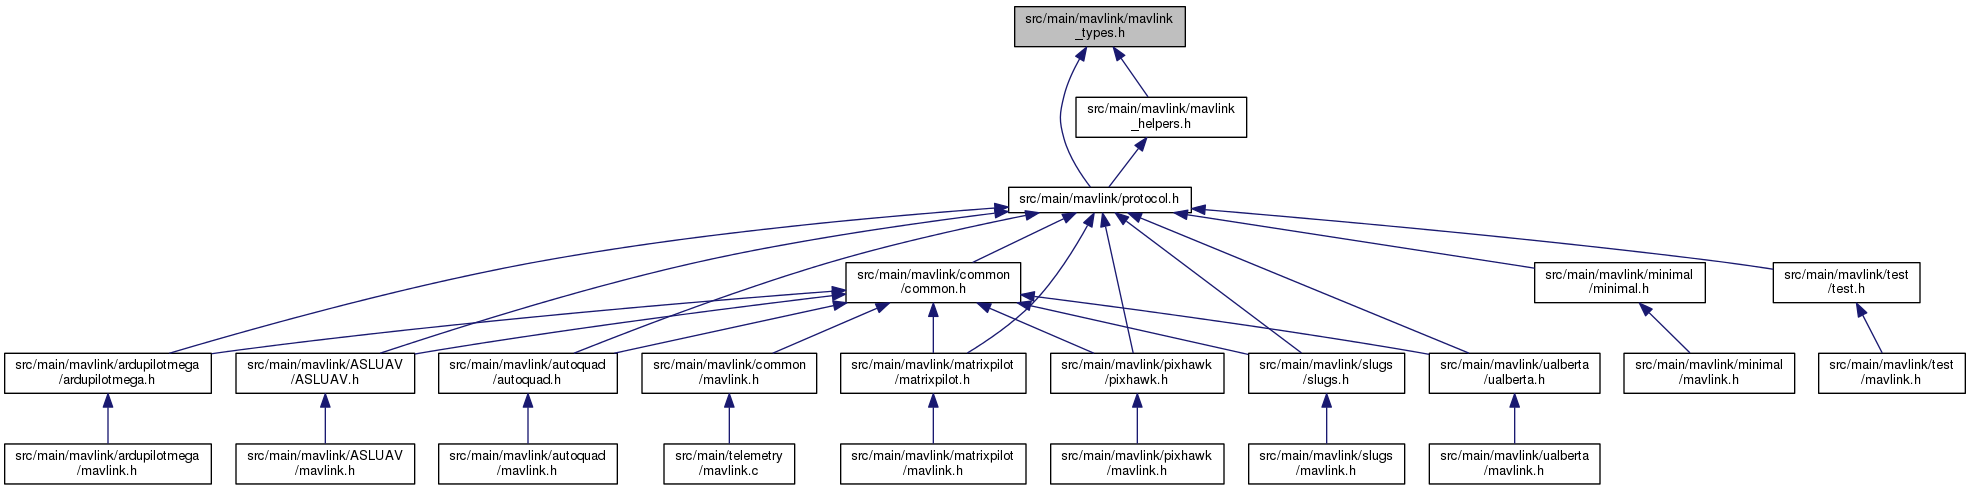 src/main/mavlink/mavlink
_types.h
src/main/mavlink/mavlink
_helpers.h
src/main/mavlink/protocol.h
src/main/mavlink/common
/common.h
src/main/mavlink/minimal
/minimal.h
src/main/mavlink/test
/test.h
src/main/mavlink/ardupilotmega
/ardupilotmega.h
src/main/mavlink/ASLUAV
/ASLUAV.h
src/main/mavlink/autoquad
/autoquad.h
src/main/mavlink/common
/mavlink.h
src/main/mavlink/matrixpilot
/matrixpilot.h
src/main/mavlink/pixhawk
/pixhawk.h
src/main/mavlink/slugs
/slugs.h
src/main/mavlink/ualberta
/ualberta.h
src/main/mavlink/minimal
/mavlink.h
src/main/mavlink/test
/mavlink.h
src/main/mavlink/ardupilotmega
/mavlink.h
src/main/mavlink/ASLUAV
/mavlink.h
src/main/mavlink/autoquad
/mavlink.h
src/main/telemetry
/mavlink.c
src/main/mavlink/matrixpilot
/mavlink.h
src/main/mavlink/pixhawk
/mavlink.h
src/main/mavlink/slugs
/mavlink.h
src/main/mavlink/ualberta
/mavlink.h